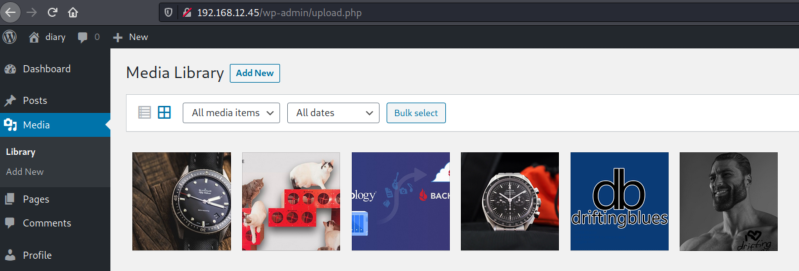 192.168.12.45/wp-admin/upload.php
diary 0 New
Dashboard
Posts
Media
Library
Add New
Pages
Comments
Profile
Media Library Add New
All media items All dates Bulk select
ology
BACK
db
driftingblues
I
drifting